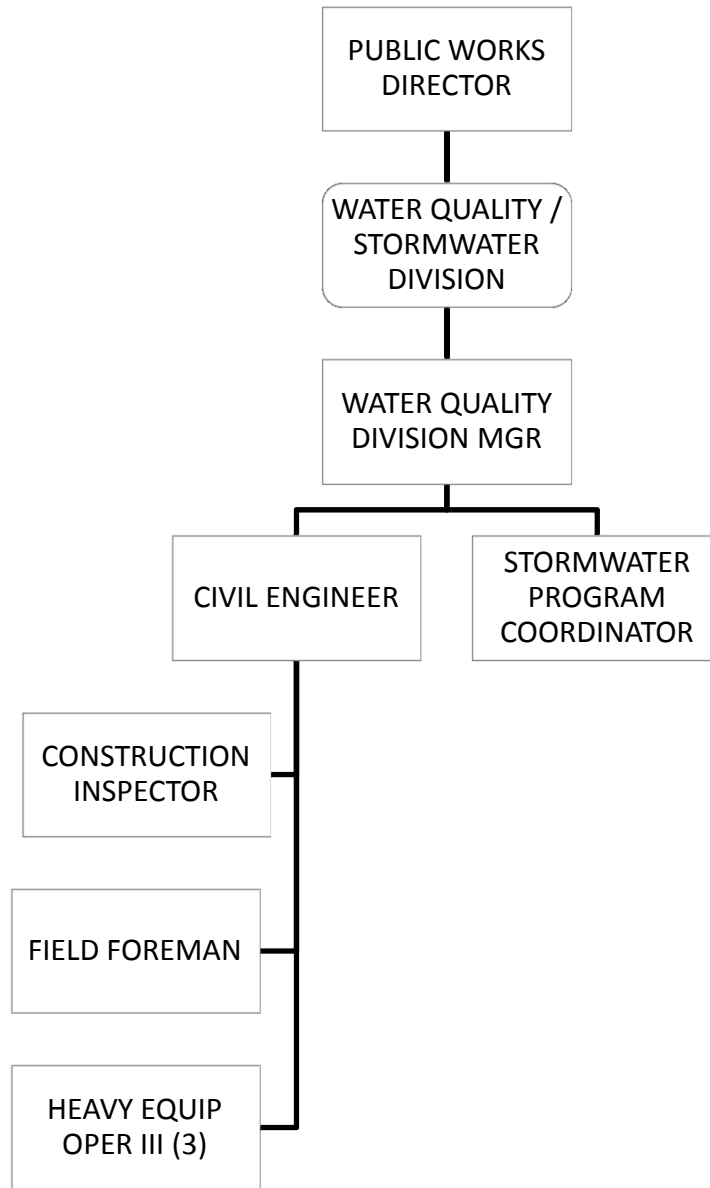 PUBLIC WORKS
DIRECTOR
WATER QUALITY /
STORMWATER
DIVISION
WATER QUALITY
DIVISION MGR
CIVIL ENGINEER
STORMWATER
PROGRAM
COORDINATOR
CONSTRUCTION
INSPECTOR
FIELD FOREMAN
HEAVY EQUIP
OPER III (3)